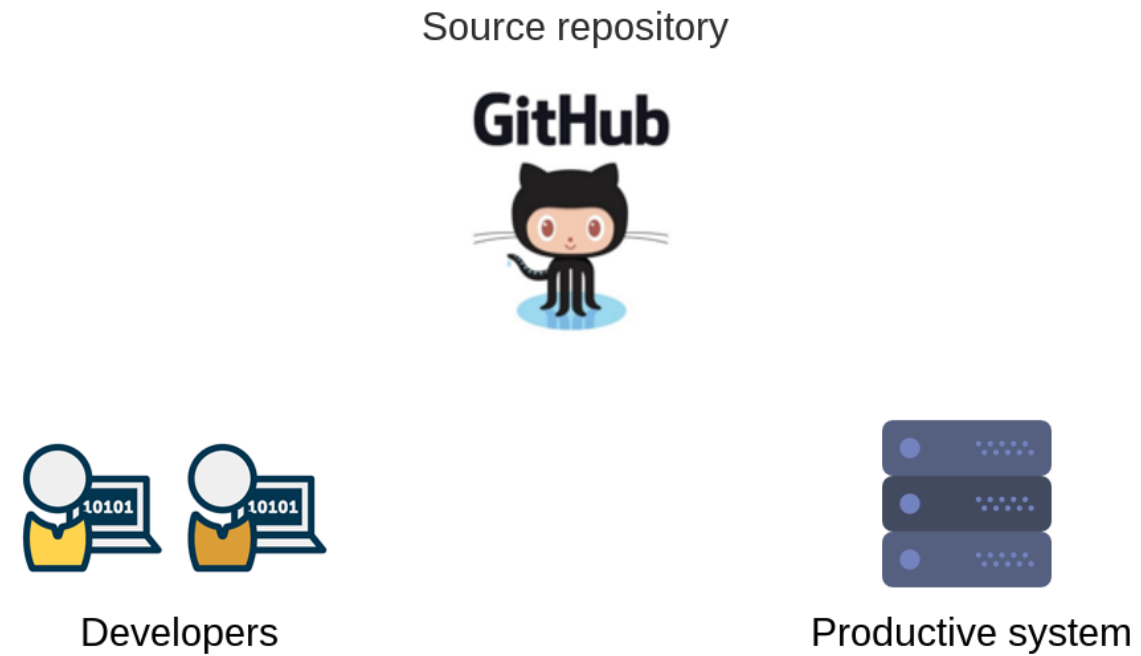 Source repository
GitHub
10101
10101
Developers
Productive system